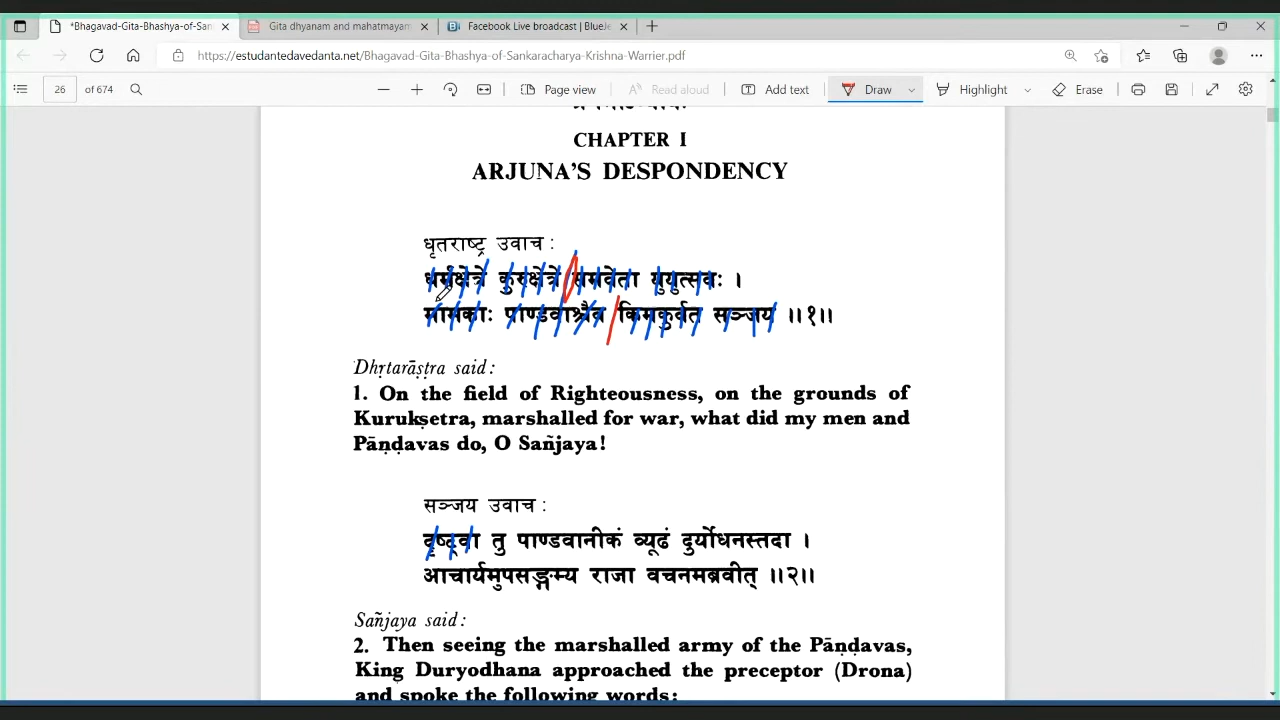 *Bhagavad-Gita-Bhashya-of-San
Gita dhyanam and mahatmayam
Facebook Live broadcast | BlueJe
https://estudantedavedanta.net/Bhagavad-Gita-Bhashya-of-Sankaracharya-Krishna-Warrier.pdf
26 of 674 Page view Read aloud Add text Draw Highlight Erase
CHAPTER I
ARJUNA'S DESPONDENCY
धृतराष्ट्र उवाच :
धर्मक्षेत्रे कुरुक्षेत्रे समवेता युयुत्सवः ।
मामकाः पाण्डवाश्चैव किमकुर्वत सञ्जय ॥१॥
Dhṛtarāṣṭra said :
1. On the field of Righteousness, on the grounds of
Kurukṣetra, marshalled for war, what did my men and
Pāṇḍavas do, O Sañjaya!
सञ्जय उवाच :
दृष्ट्वा तु पाण्डवानीकं व्यूढं दुर्योधनस्तदा ।
आचार्यमुपसङ्गम्य राजा वचनमब्रवीत् ॥२॥
Sañjaya said :
2. Then seeing the marshalled army of the Pāṇḍavas,
King Duryodhana approached the preceptor (Drona)
and spoke the following words: